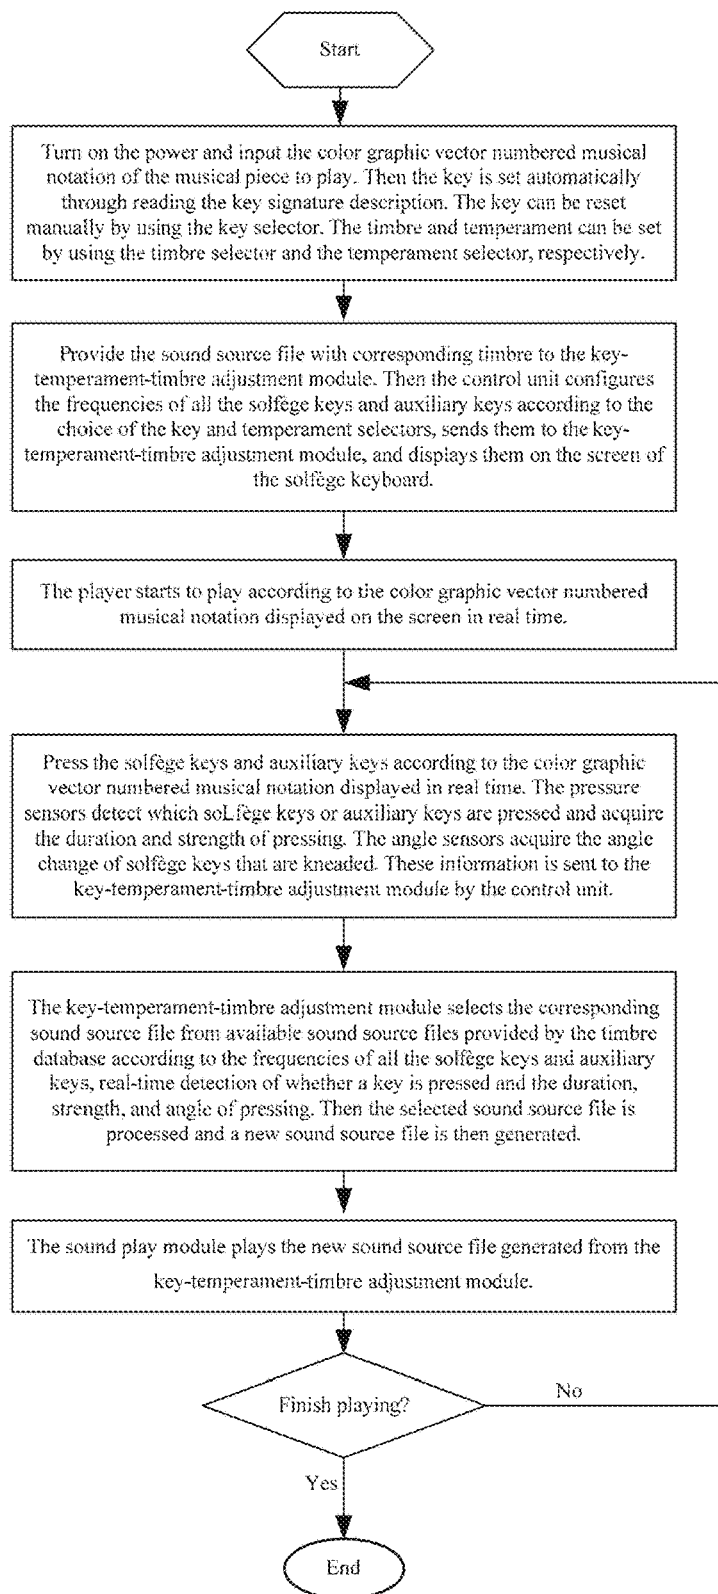 Start
Turn on the power and input the color graphic vector numbered musical
notation of the musical piece to play. Then the key is set automatically
through reading the key signature description. The key can be reset
manually by using the key selector. The timbre and temperament can be set
by using the timbre selector and the temperament selector, respectively.
Provide the sound source file with corresponding timbre to the key-
temperament-timbre adjustment module. Then the control unit configures
the frequencies of all the solfège keys and auxiliary keys according to the
choice of the key and temperament selectors, sends them to the key-
temperament-timbre adjustment module, and displays them on the screen of
the solfège keyboard.
The player starts to play according to the color graphic vector numbered
musical notation displayed on the screen in real time.
Press the solfège keys and auxiliary keys according to the color graphic
vector numbered musical notation displayed in real time. The pressure
sensors detect which soLfège keys or auxiliary keys are pressed and acquire
the duration and strength of pressing. The angle sensors acquire the angle
change of solfège keys that are kneaded. These information is sent to the
key-temperament-timbre adjustment module by the control unit.
The key-temperament-timbre adjustment module selects the corresponding
sound source file from available sound source files provided by the timbre
database according to the frequencies of all the solfège keys and auxiliary
keys, real-time detection of whether a key is pressed and the duration,
strength, and angle of pressing. Then the selected sound source file is
processed and a new sound source file is then generated.
The sound play module plays the new sound source file generated from the
key-temperament-timbre adjustment module.
Finish playing?
No
Yes
End